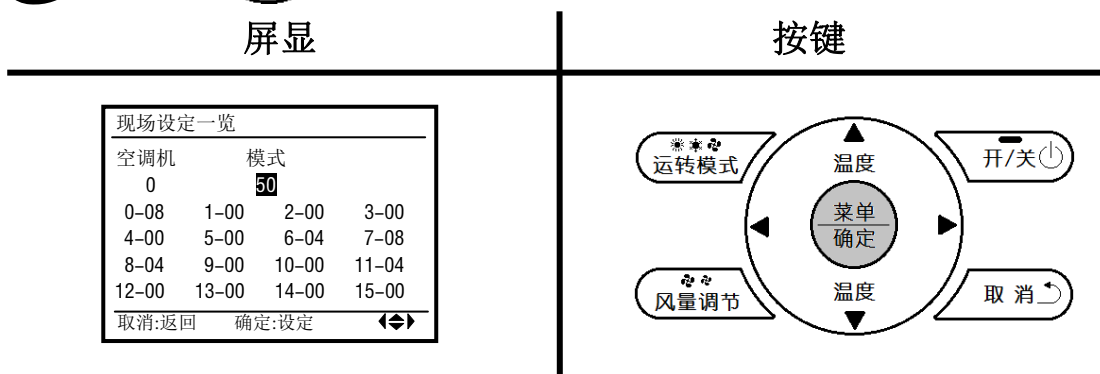 屏显
按键
现场设定一览
空调机 模式
0 50
0-08 1-00 2-00 3-00
4-00 5-00 6-04 7-08
8-04 9-00 10-00 11-04
12-00 13-00 14-00 15-00
取消:返回 确定:设定
运转模式
温度
开/关
菜单
确定
风量调节
温度
取 消